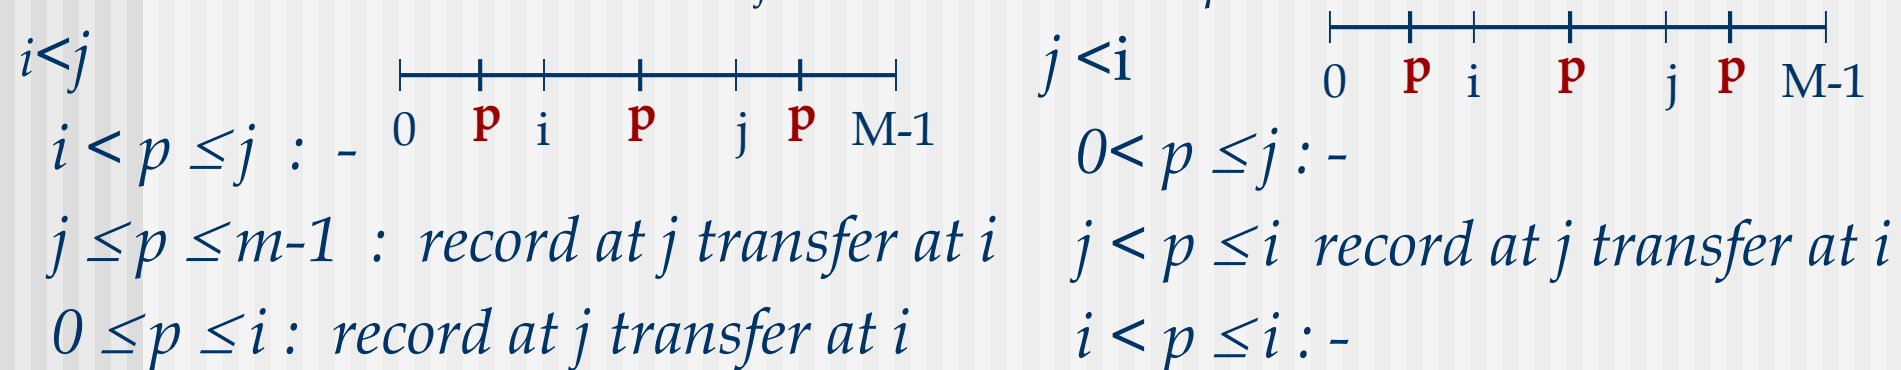 i<j
0 p i p j p M-1
i < p ≤ j : -
j ≤ p ≤ m-1 : record at j transfer at i
0 ≤ p ≤ i : record at j transfer at i
j <i
0 p i p j p M-1
0< p ≤ j : -
j < p ≤ i record at j transfer at i
i < p ≤ i : -